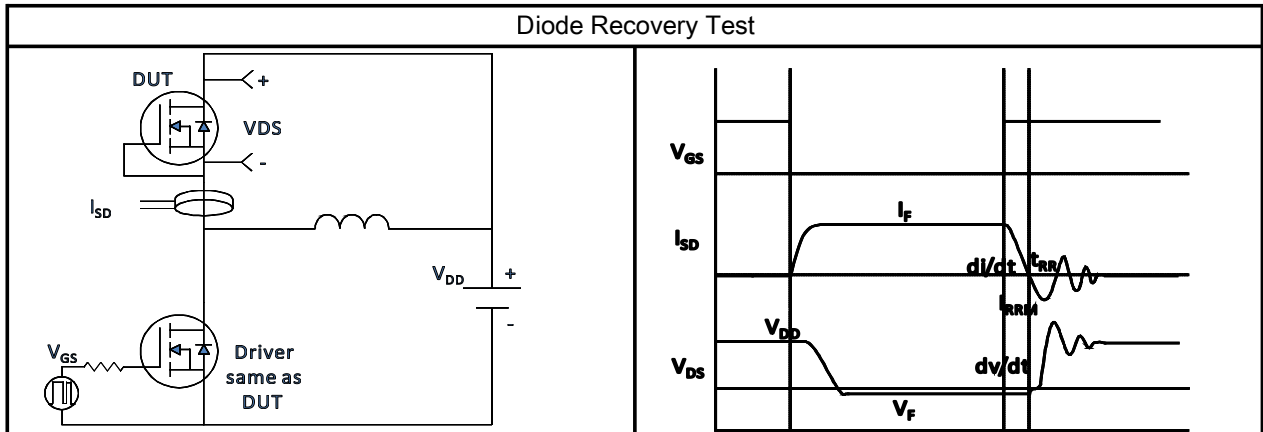 Diode Recovery Test
DUT
+
VDS
-
I_SD
V_DD
+
-
V_GS
Driver
same as
DUT
V_GS
I_F
I_SD
di/dt
t_RR
I_RRM
V_DD
dv/dt
V_DS
V_F